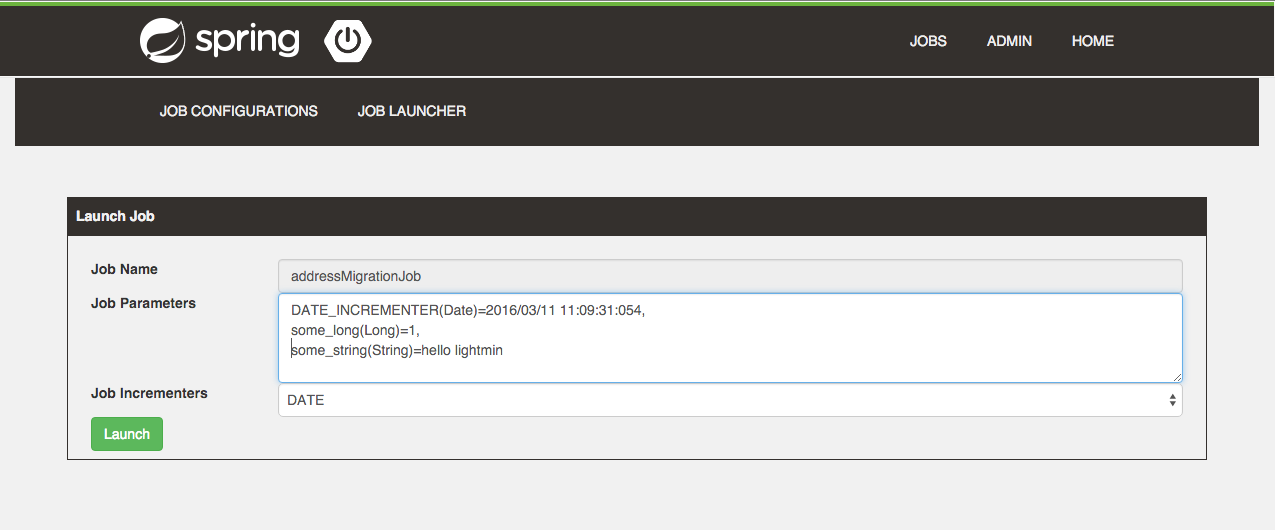 spring
JOBS ADMIN HOME
JOB CONFIGURATIONS JOB LAUNCHER
Launch Job
Job Name addressMigrationJob
Job Parameters DATE_INCREMENTER(Date)=2016/03/11 11:09:31:054,
some_long(Long)=1,
some_string(String)=hello lightmin
Job Incrementers DATE
Launch